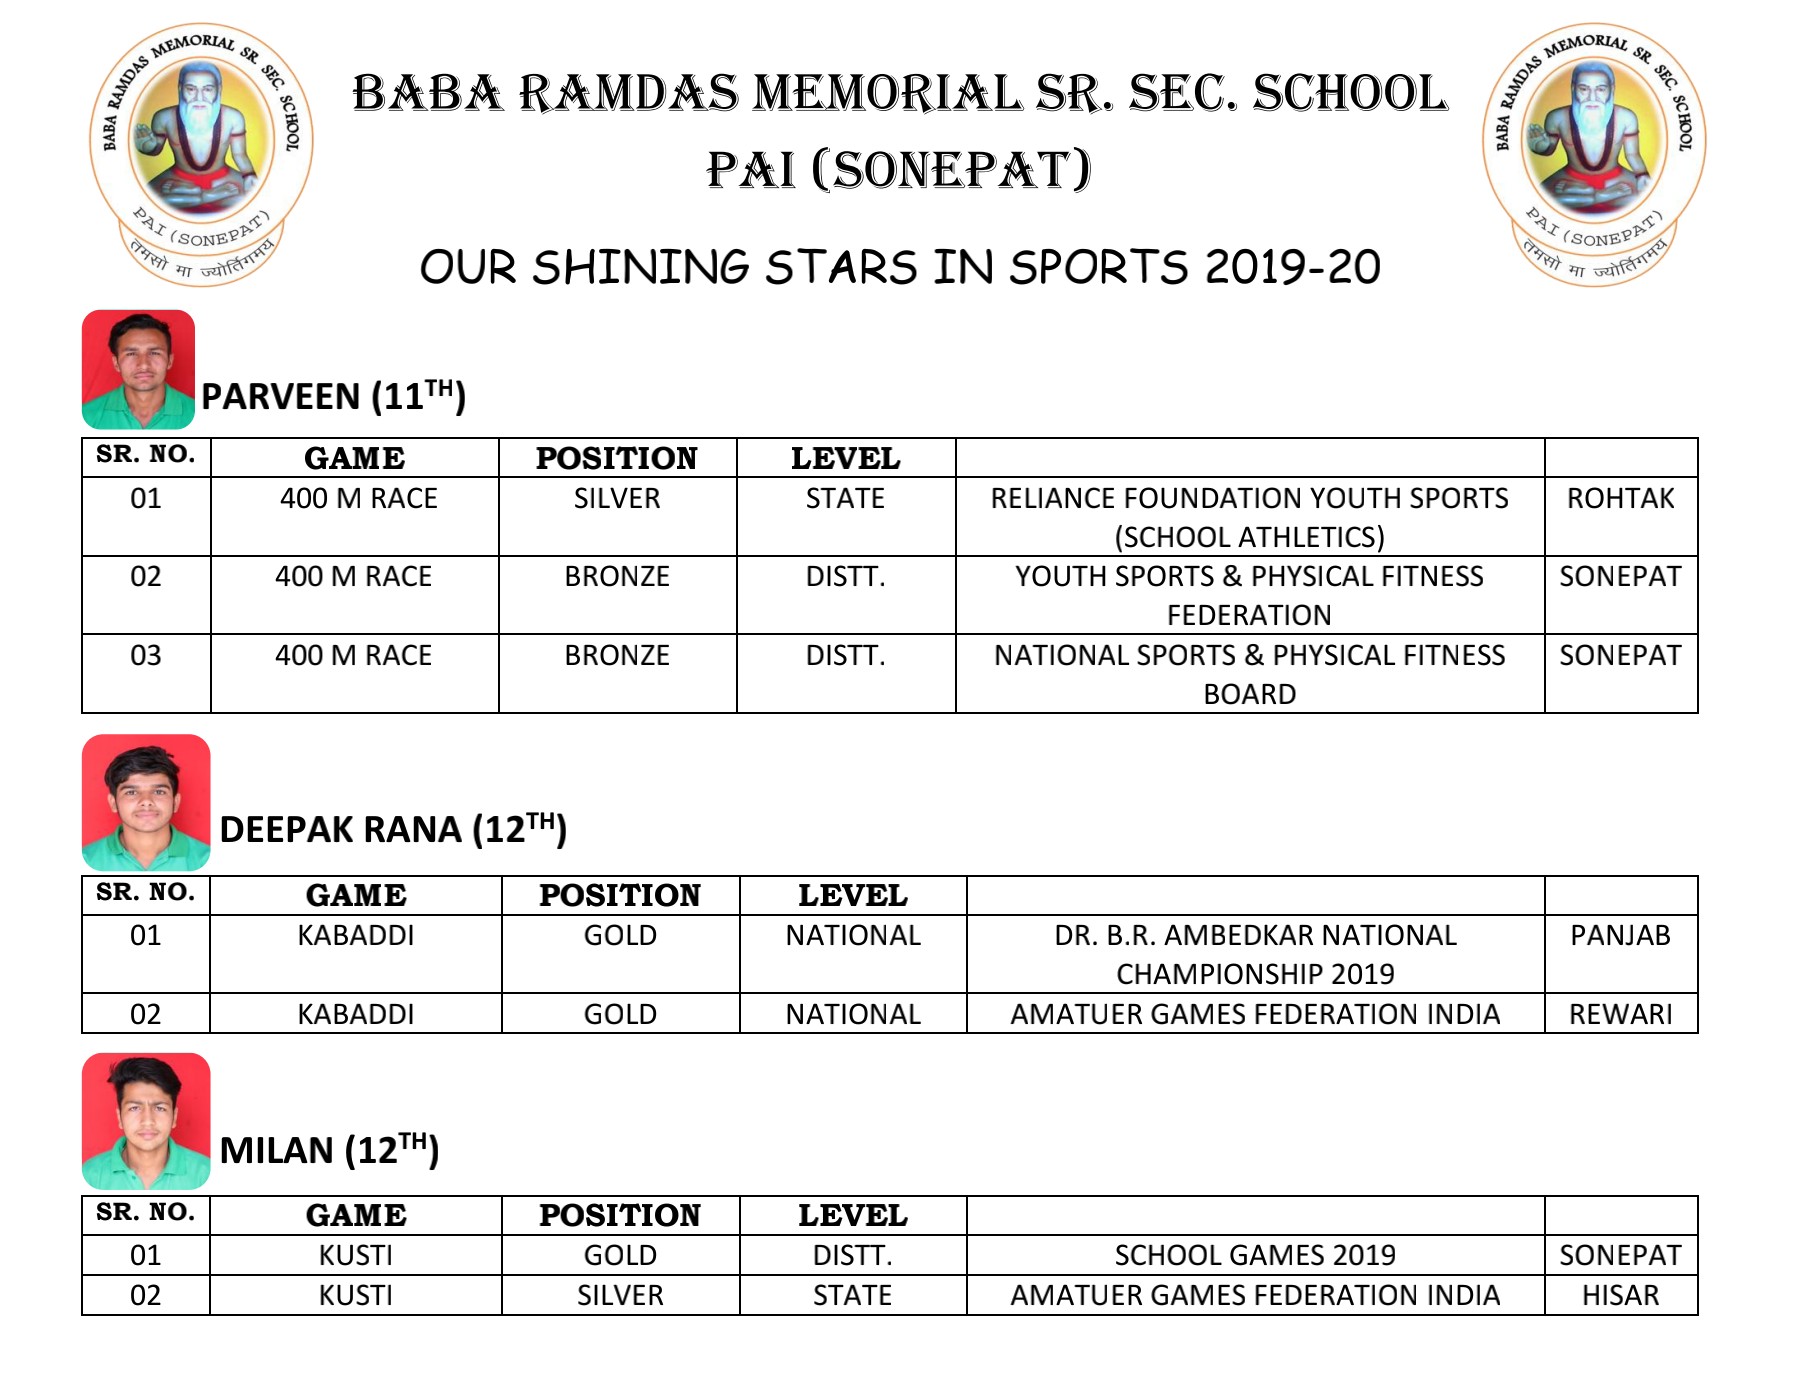 BABA RAMDAS MEMORIAL SR. SEC. SCHOOL
PAI (SONEPAT)
तमसो मा ज्योर्तिगमय
BABA RAMDAS MEMORIAL SR. SEC. SCHOOL
PAI (SONEPAT)
BABA RAMDAS MEMORIAL SR. SEC. SCHOOL
PAI (SONEPAT)
तमसो मा ज्योर्तिगमय
OUR SHINING STARS IN SPORTS 2019-20
PARVEEN (11TH)
SR. NO. GAME POSITION LEVEL
01 400 M RACE SILVER STATE RELIANCE FOUNDATION YOUTH SPORTS ROHTAK
(SCHOOL ATHLETICS)
02 400 M RACE BRONZE DISTT. YOUTH SPORTS & PHYSICAL FITNESS SONEPAT
FEDERATION
03 400 M RACE BRONZE DISTT. NATIONAL SPORTS & PHYSICAL FITNESS SONEPAT
BOARD
DEEPAK RANA (12TH)
SR. NO. GAME POSITION LEVEL
01 KABADDI GOLD NATIONAL DR. B.R. AMBEDKAR NATIONAL PANJAB
CHAMPIONSHIP 2019
02 KABADDI GOLD NATIONAL AMATUER GAMES FEDERATION INDIA REWARI
MILAN (12TH)
SR. NO. GAME POSITION LEVEL
01 KUSTI GOLD DISTT. SCHOOL GAMES 2019 SONEPAT
02 KUSTI SILVER STATE AMATUER GAMES FEDERATION INDIA HISAR